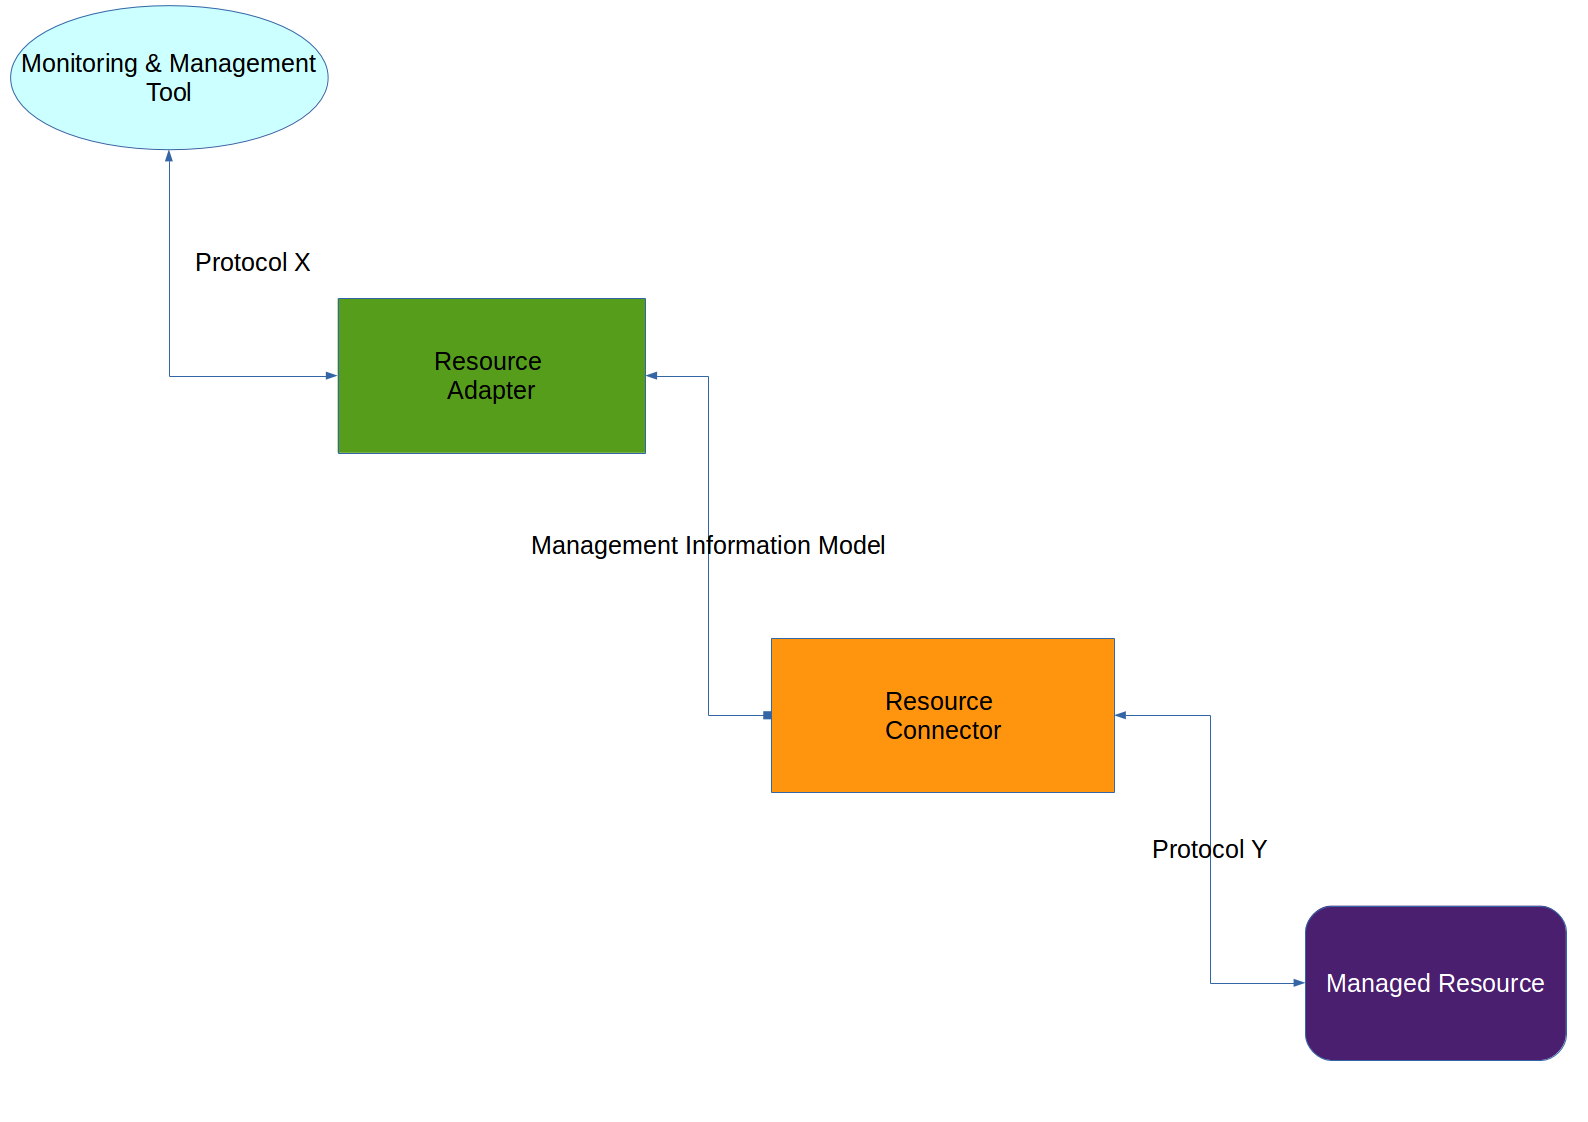 Monitoring & Management
Tool
Protocol X
Resource
Adapter
Management Information Model
Resource
Connector
Protocol Y
Managed Resource